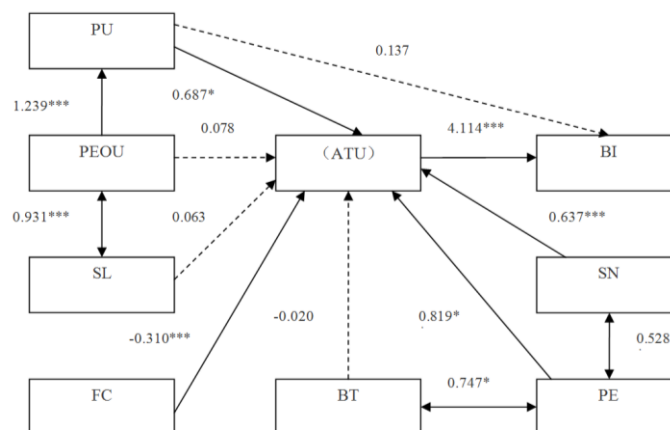 PU
0.137
1.239***
0.687*
0.078
4.114***
PEOU
(ATU)
BI
0.931***
0.063
0.637***
SL
SN
-0.310***
-0.020
0.819*
0.528
0.747*
FC
BT
PE